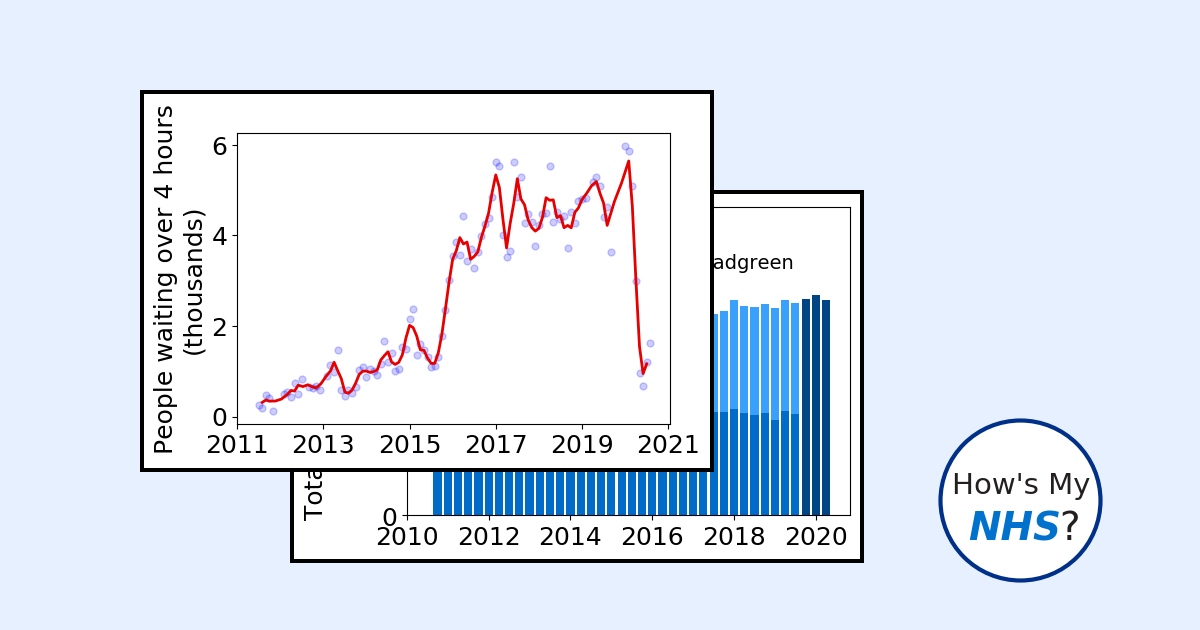 People waiting over 4 hours
(thousands)
6
4
2
0
2011 2013 2015 2017 2019 2021
adgreen
Tota
0
2010 2012 2014 2016 2018 2020
How's My
NHS?